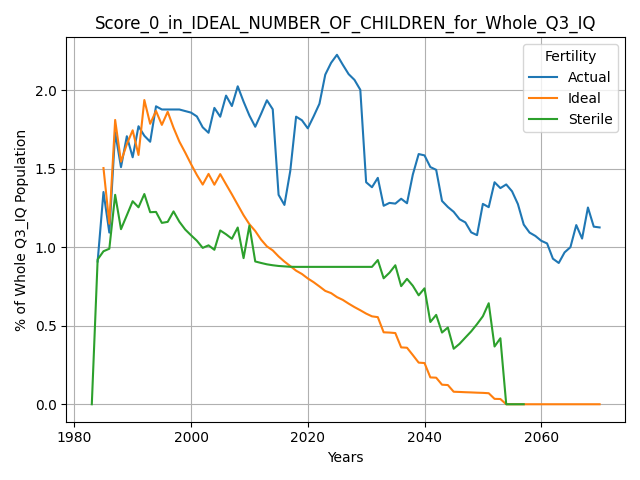 Score_0_in_IDEAL_NUMBER_OF_CHILDREN_for_Whole_Q3_IQ
Fertility
Actual
Ideal
Sterile
% of Whole Q3_IQ Population
2.0
1.5
1.0
0.5
0.0
1980 2000 2020 2040 2060
Years